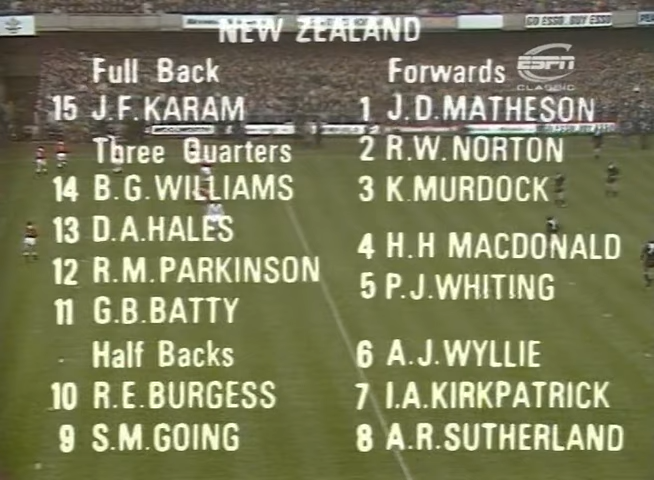 NEW ZEALAND
Full Back
15 J.F.KARAM
Three Quarters
14 B.G.WILLIAMS
13 D.A.HALES
12 R.M.PARKINSON
11 G.B.BATTY
Half Backs
10 R.E.BURGESS
9 S.M.GOING
Forwards
1 J.D.MATHESON
2 R.W.NORTON
3 K.MURDOCK
4 H.H MACDONALD
5 P.J.WHITING
6 A.J.WYLLIE
7 I.A.KIRKPATRICK
8 A.R.SUTHERLAND
ESPN
CLASSIC
GO ESSO..BUY ESSO